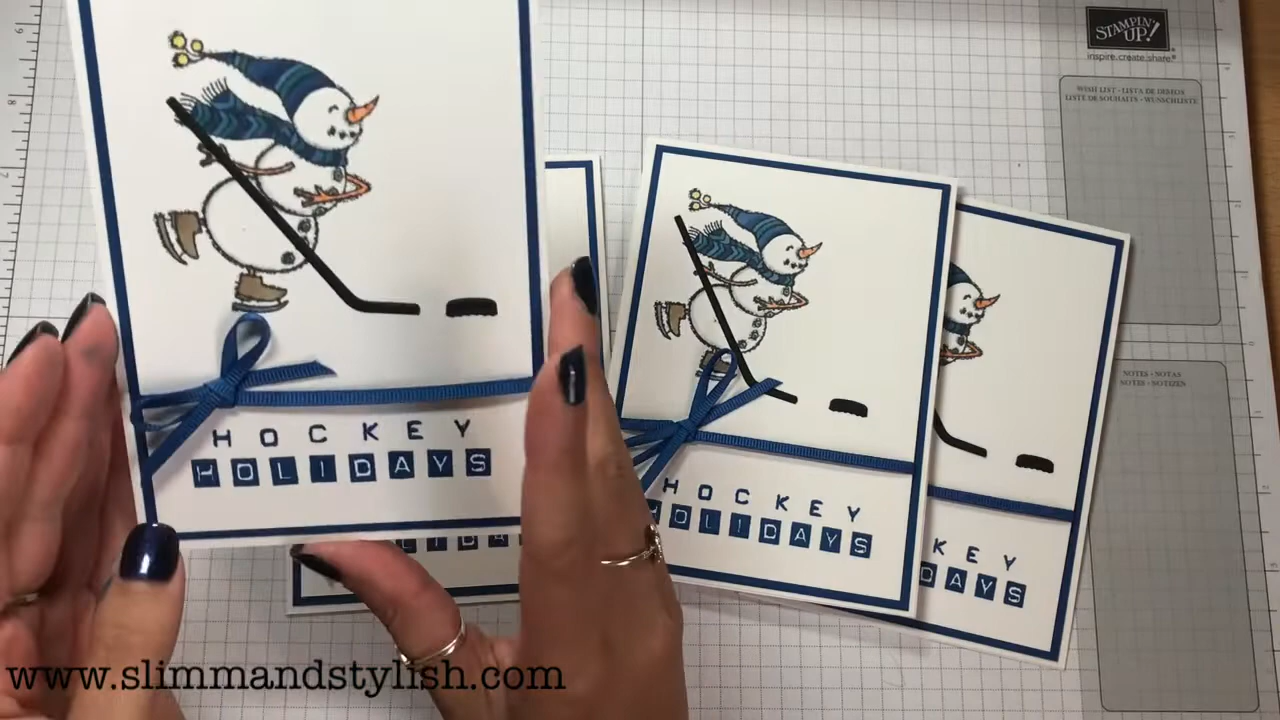 STAMPIN' UP!
inspire.create.share.®
WISH LIST • LISTA DE DESEOS
LISTE DE SOUHAITS • WUNSCHLISTE
NOTES • NOTAS
NOTES • NOTIZEN
HOCKEY
HOLIDAYS
HOCKEY
HOLIDAYS
KEY
DAYS
www.slimmandstylish.com